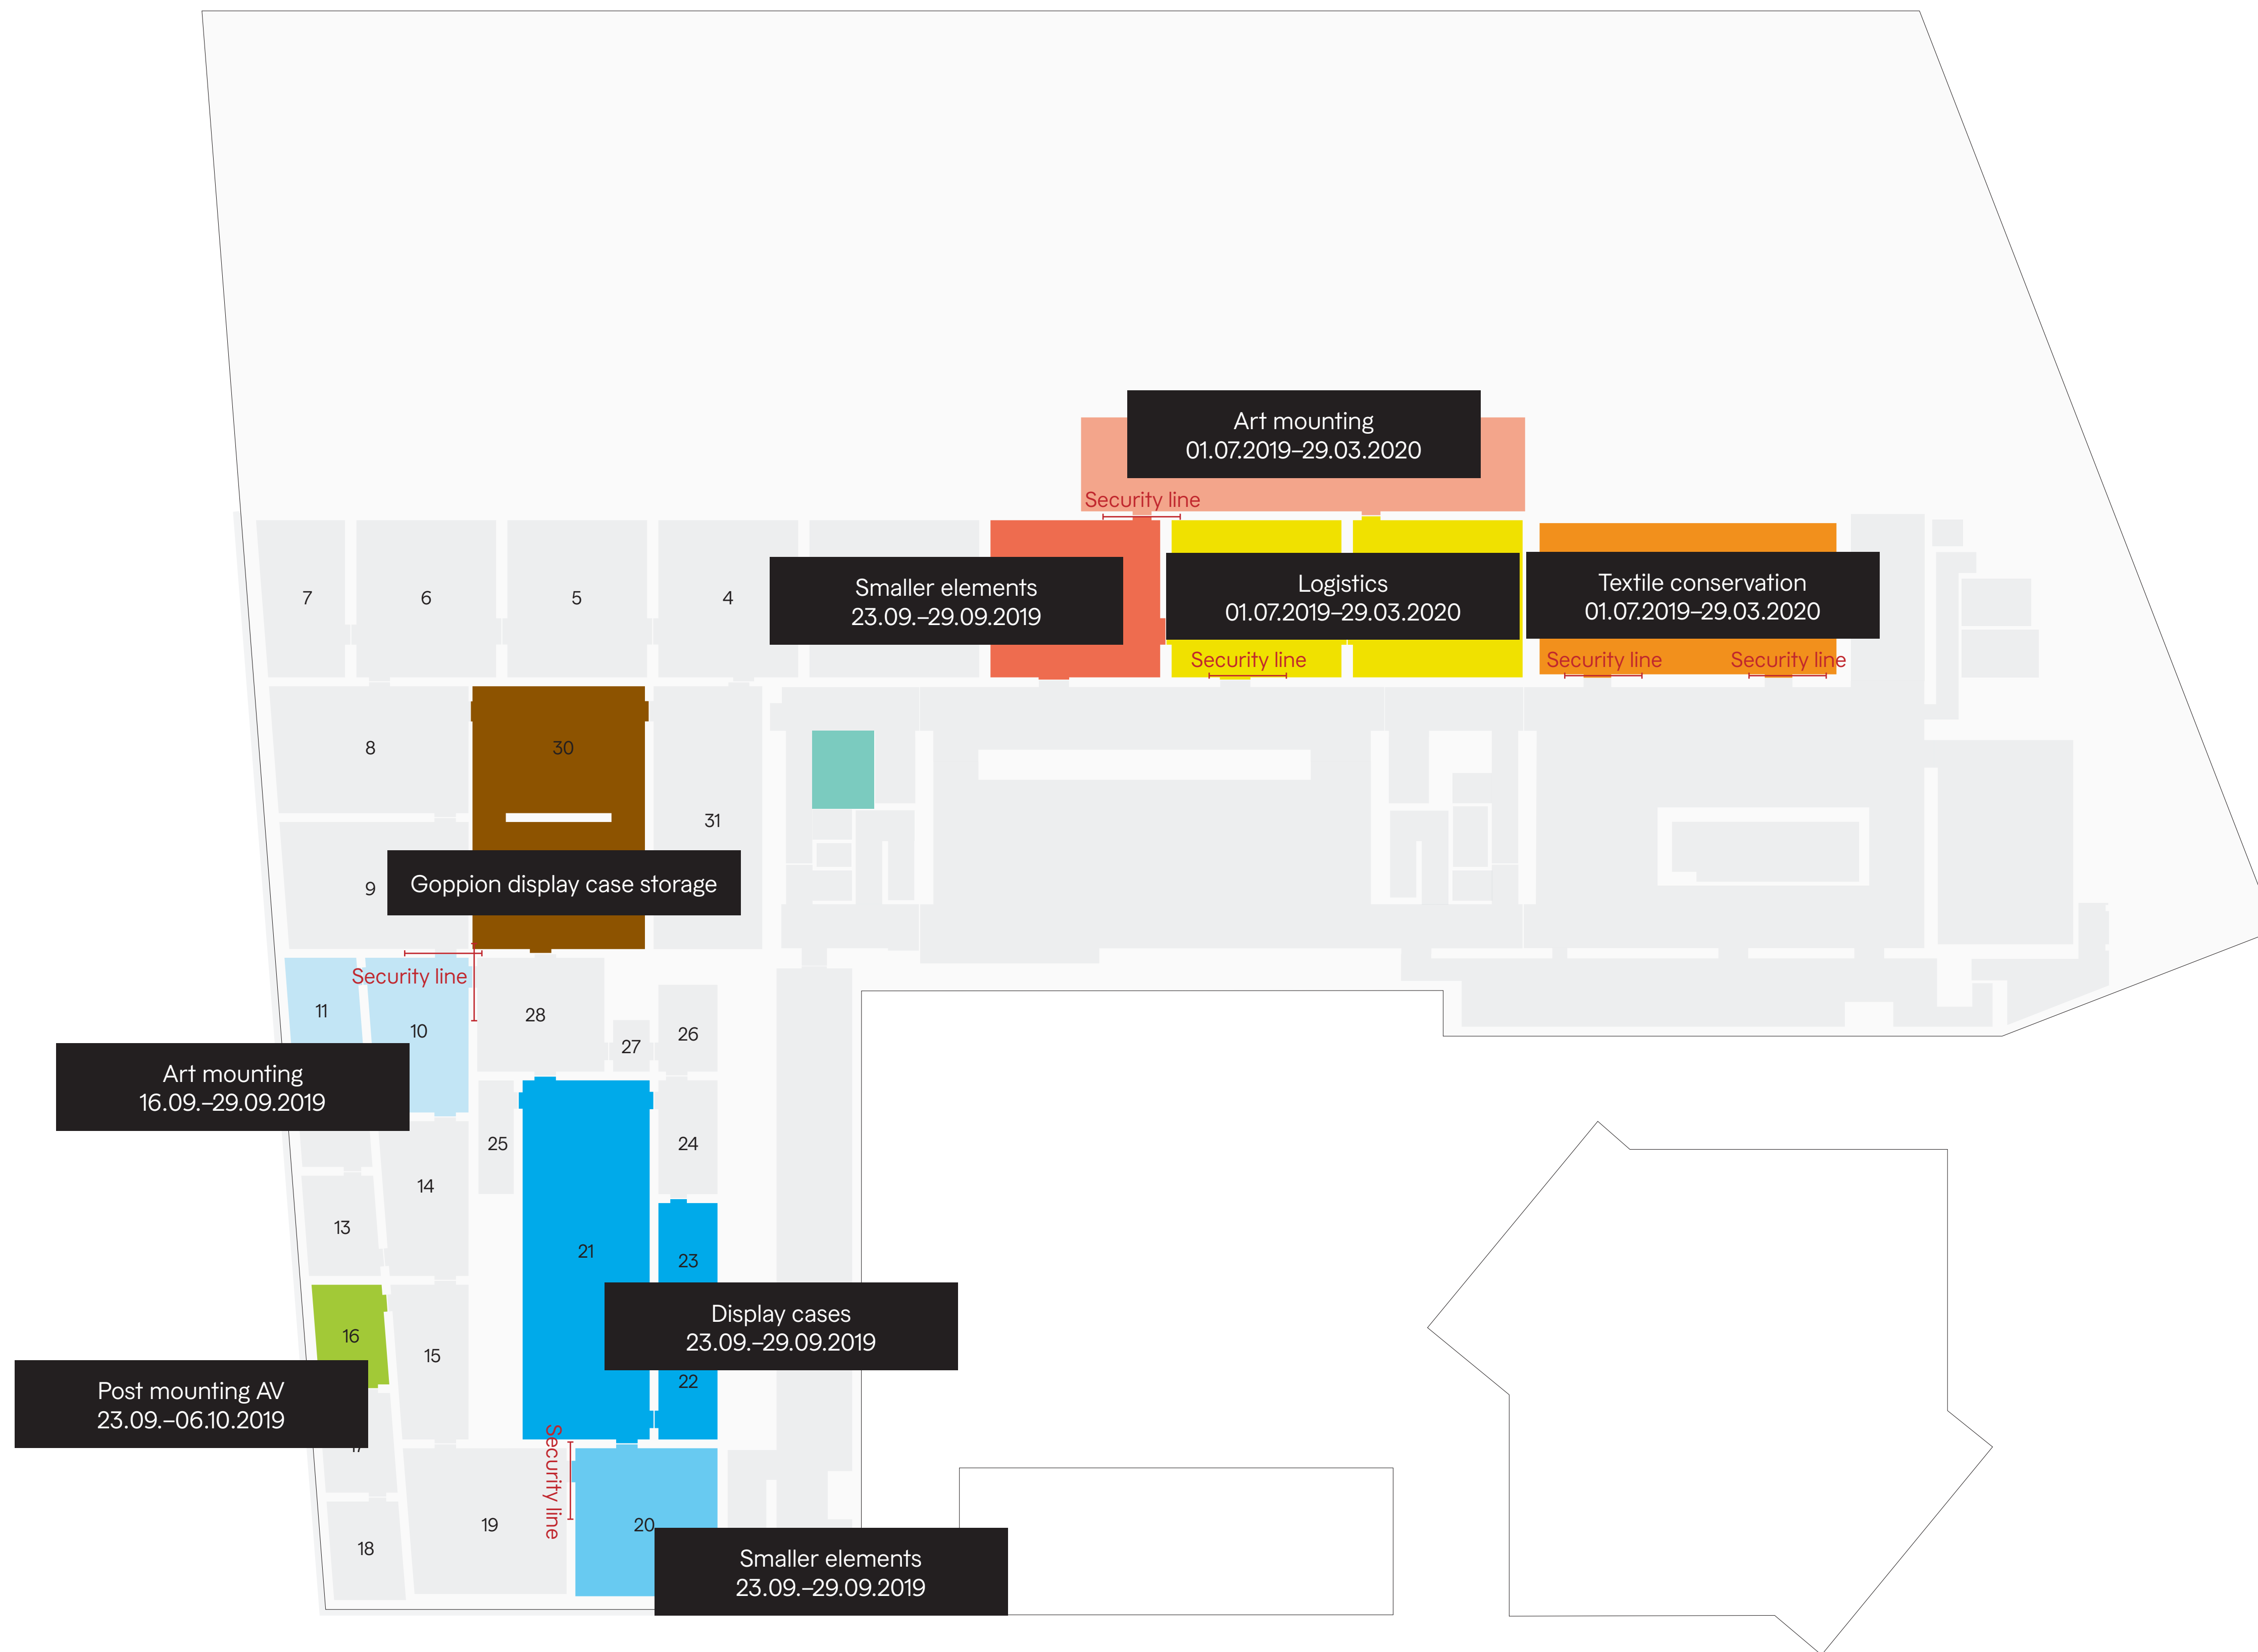 Art mounting
01.07.2019–29.03.2020
Security line
Smaller elements
23.09.–29.09.2019
Logistics
01.07.2019–29.03.2020
Textile conservation
01.07.2019–29.03.2020
Security line
Security line
Security line
7
6
5
4
8
30
31
9
Goppion display case storage
Security line
11
10
28
27
26
Art mounting
16.09.–29.09.2019
25
24
14
13
21
23
Display cases
23.09.–29.09.2019
22
16
15
Post mounting AV
23.09.–06.10.2019
17
Security line
19
20
18
Smaller elements
23.09.–29.09.2019